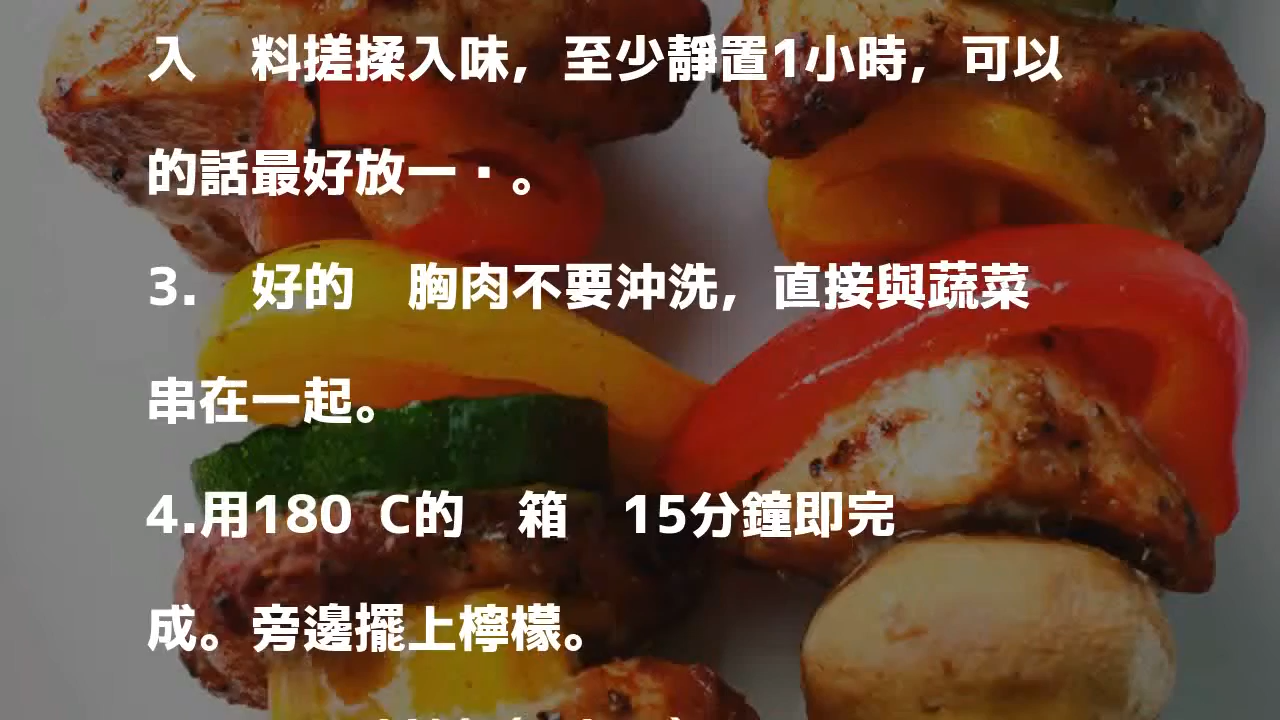 入 料搓揉入味，至少靜置1小時，可以
的話最好放一·。
3. 好的 胸肉不要沖洗，直接與蔬菜
串在一起。
4.用180 C的 箱 15分鐘即完
成。旁邊擺上檸檬。